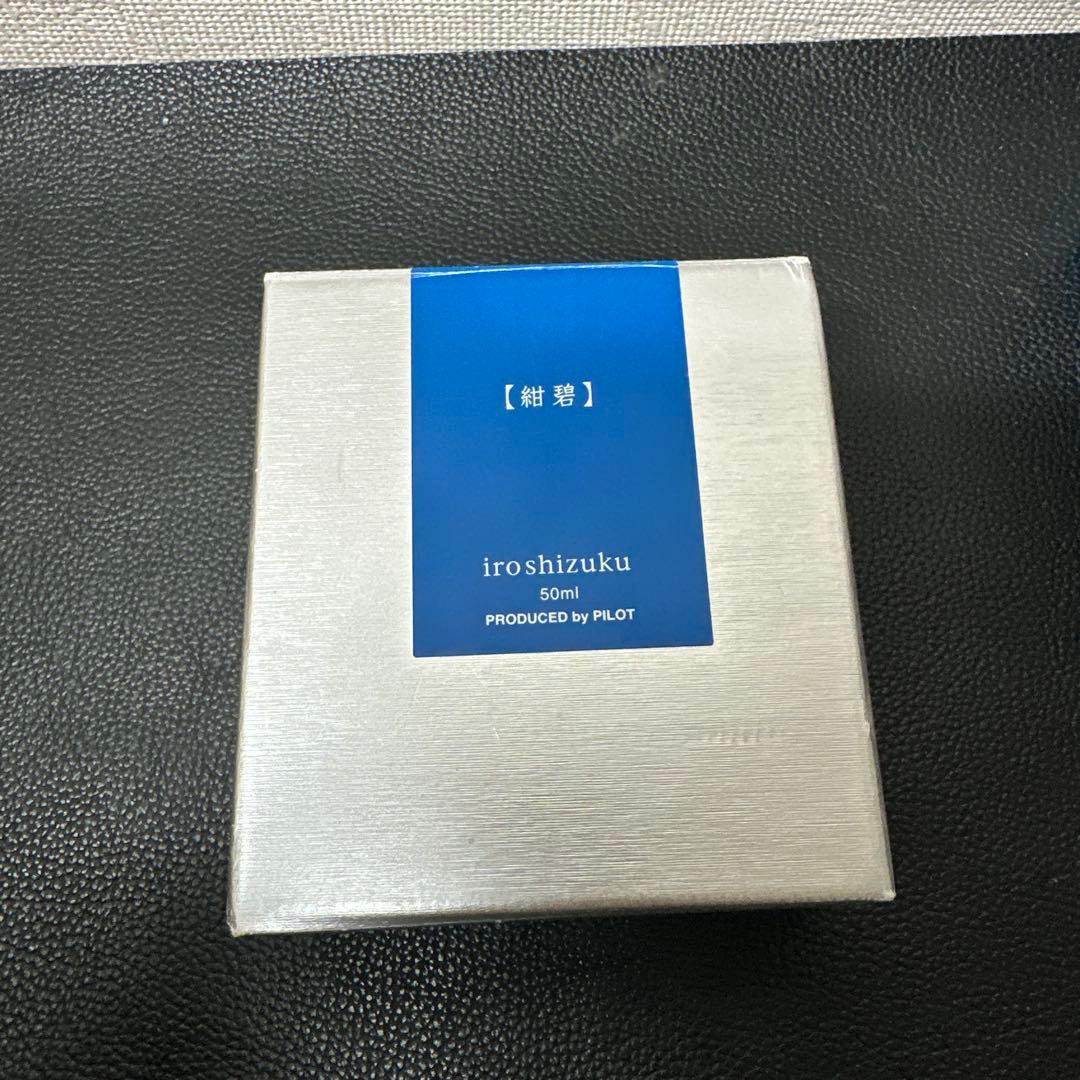 【紺碧】
iroshizuku
50ml
PRODUCED by PILOT